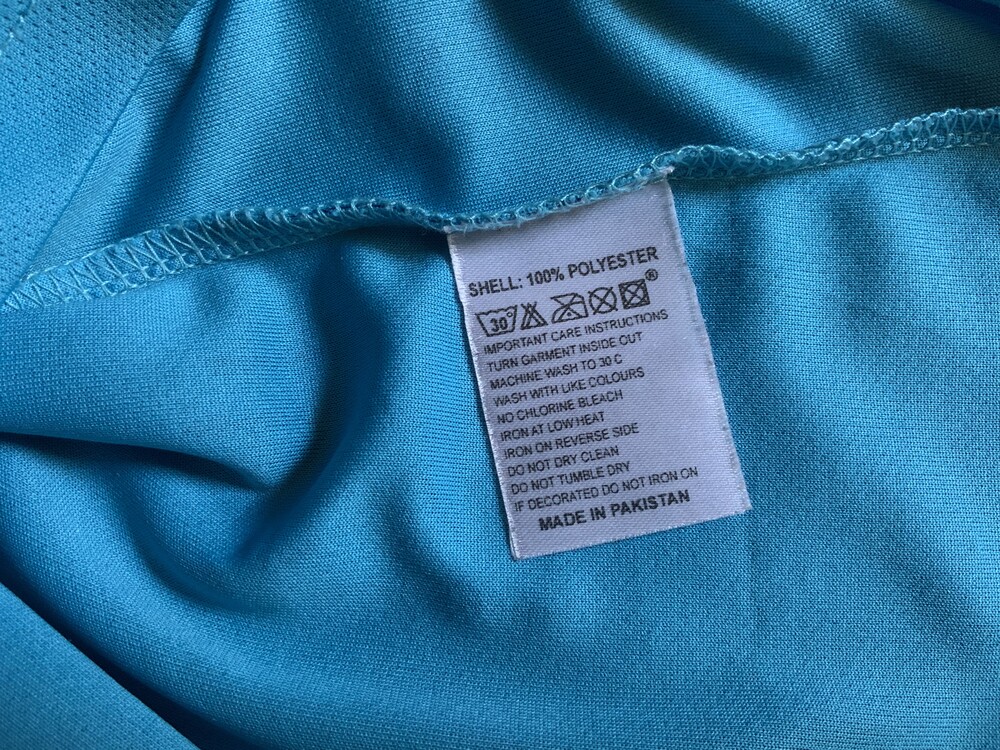 SHELL: 100% POLYESTER
30° ®
IMPORTANT CARE INSTRUCTIONS
TURN GARMENT INSIDE OUT
MACHINE WASH TO 30 C
WASH WITH LIKE COLOURS
NO CHLORINE BLEACH
IRON AT LOW HEAT
IRON ON REVERSE SIDE
DO NOT DRY CLEAN
DO NOT TUMBLE DRY
IF DECORATED DO NOT IRON ON
MADE IN PAKISTAN